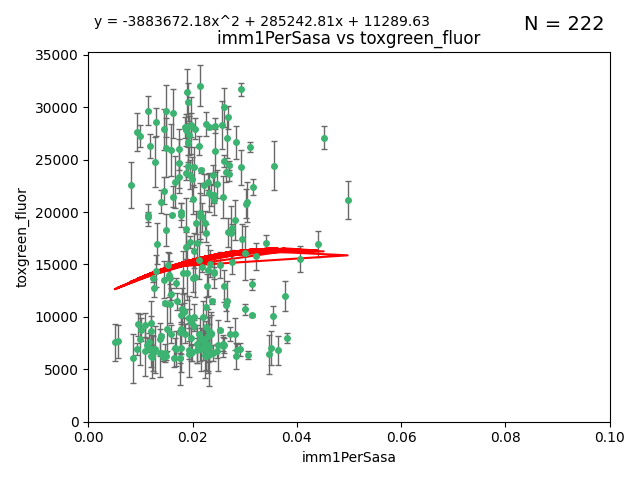 y = -3883672.18x^2 + 285242.81x + 11289.63
N = 222
imm1PerSasa vs toxgreen_fluor
35000
30000
25000
20000
15000
10000
5000
0
toxgreen_fluor
0.00 0.02 0.04 0.06 0.08 0.10
imm1PerSasa